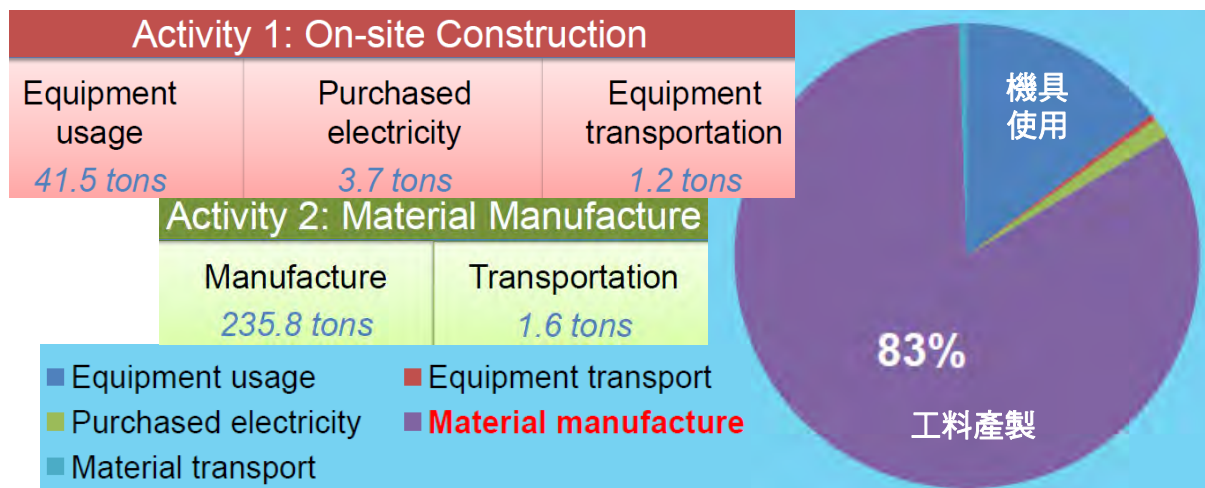 Activity 1: On-site Construction
Equipment
usage
41.5 tons
Purchased
electricity
3.7 tons
Equipment
transportation
1.2 tons
Activity 2: Material Manufacture
Manufacture
235.8 tons
Transportation
1.6 tons
Equipment usage
Equipment transport
Purchased electricity
Material manufacture
Material transport
機具
使用
83%
工料產製